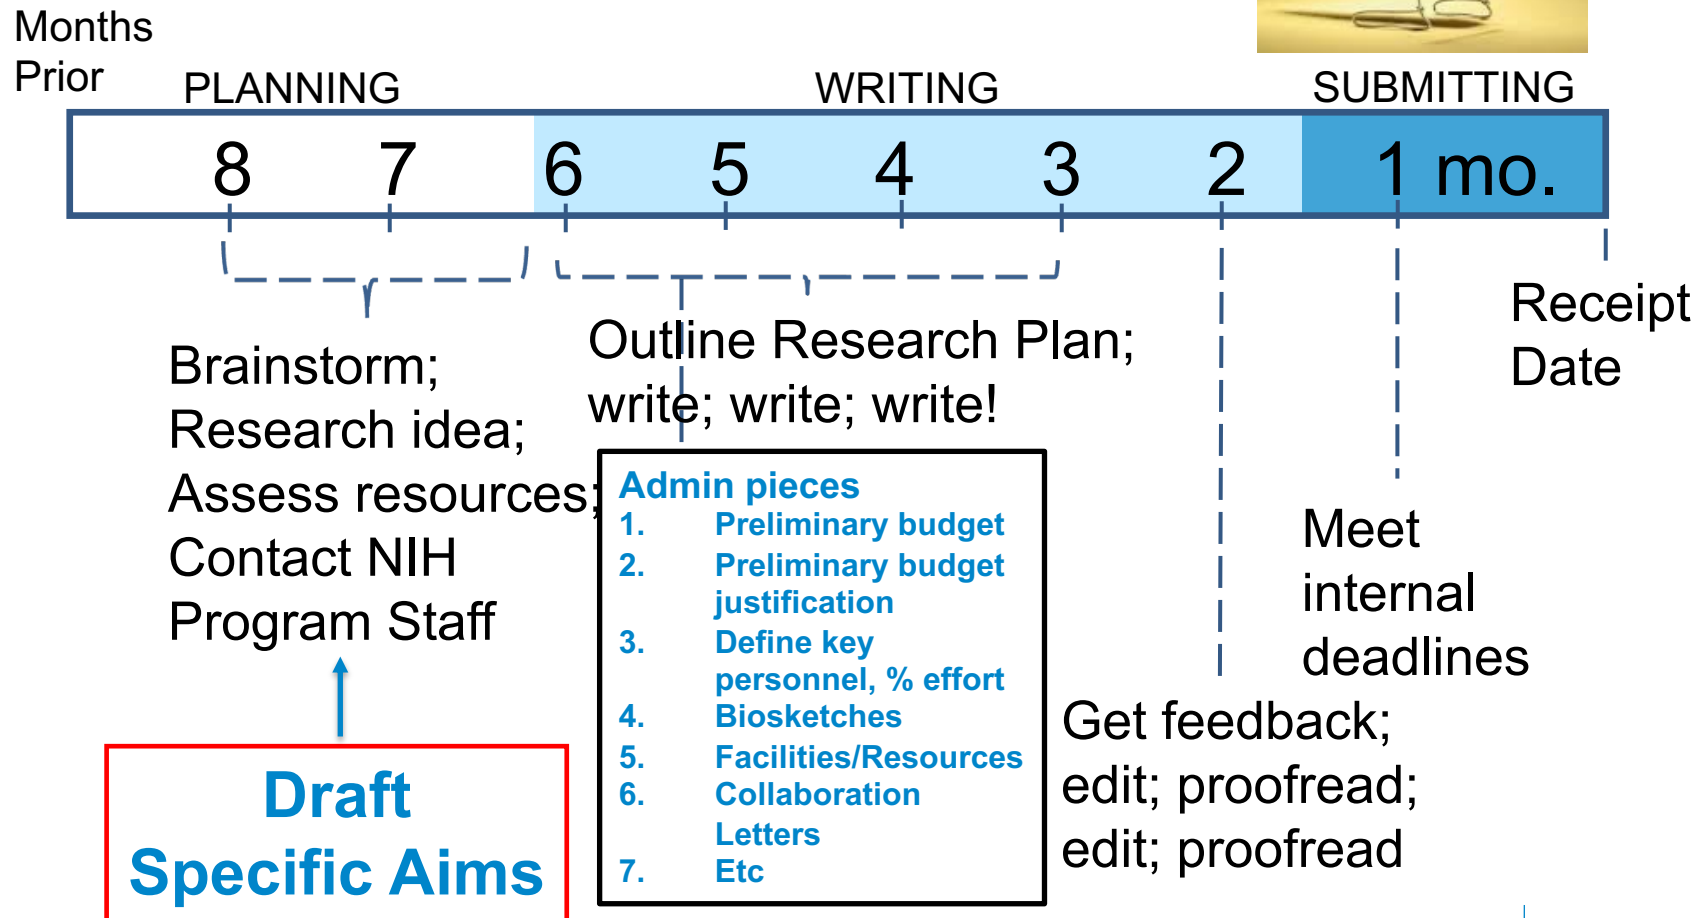 Months
Prior
PLANNING
WRITING
SUBMITTING
8 7 6 5 4 3 2 1 mo.
Receipt
Date
Brainstorm;
Research idea;
Assess resources;
Contact NIH
Program Staff
Outline Research Plan;
write; write; write!
Admin pieces
1. Preliminary budget
2. Preliminary budget
justification
3. Define key
personnel, % effort
4. Biosketches
5. Facilities/Resources
6. Collaboration
Letters
7. Etc
Meet
internal
deadlines
Get feedback;
edit; proofread;
edit; proofread
Draft
Specific Aims